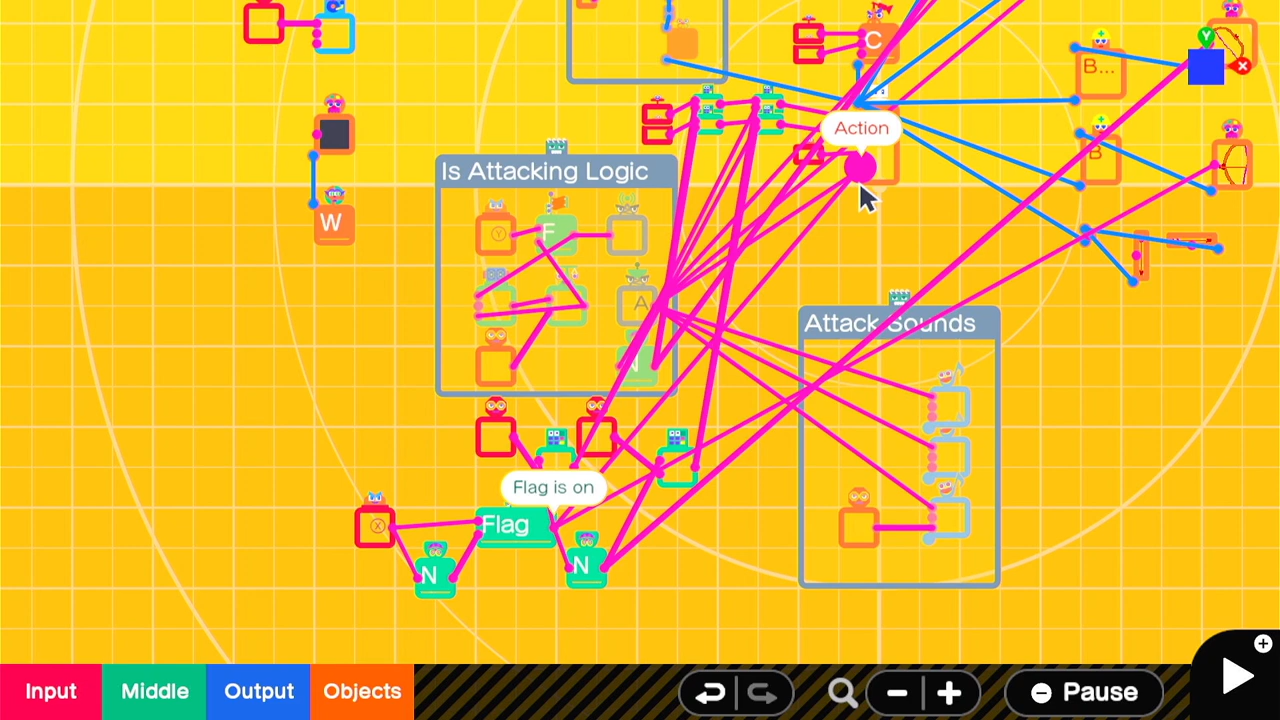 C
B...
Y
Action
B
Is Attacking Logic
W
Y
F
A
N
Attack Sounds
Flag is on
X
Flag
N
N
Input
Middle
Output
Objects
Pause